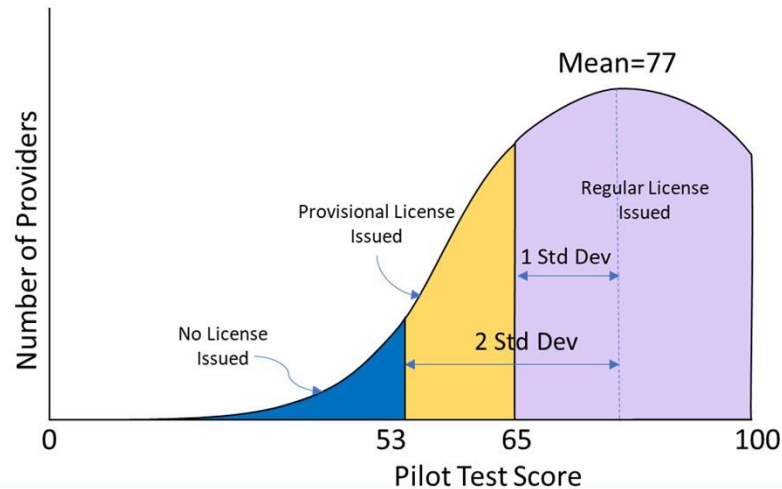 Mean=77
Number of Providers
Regular License
Issued
Provisional License
Issued
1 Std Dev
No License
Issued
2 Std Dev
0
53
65
100
Pilot Test Score